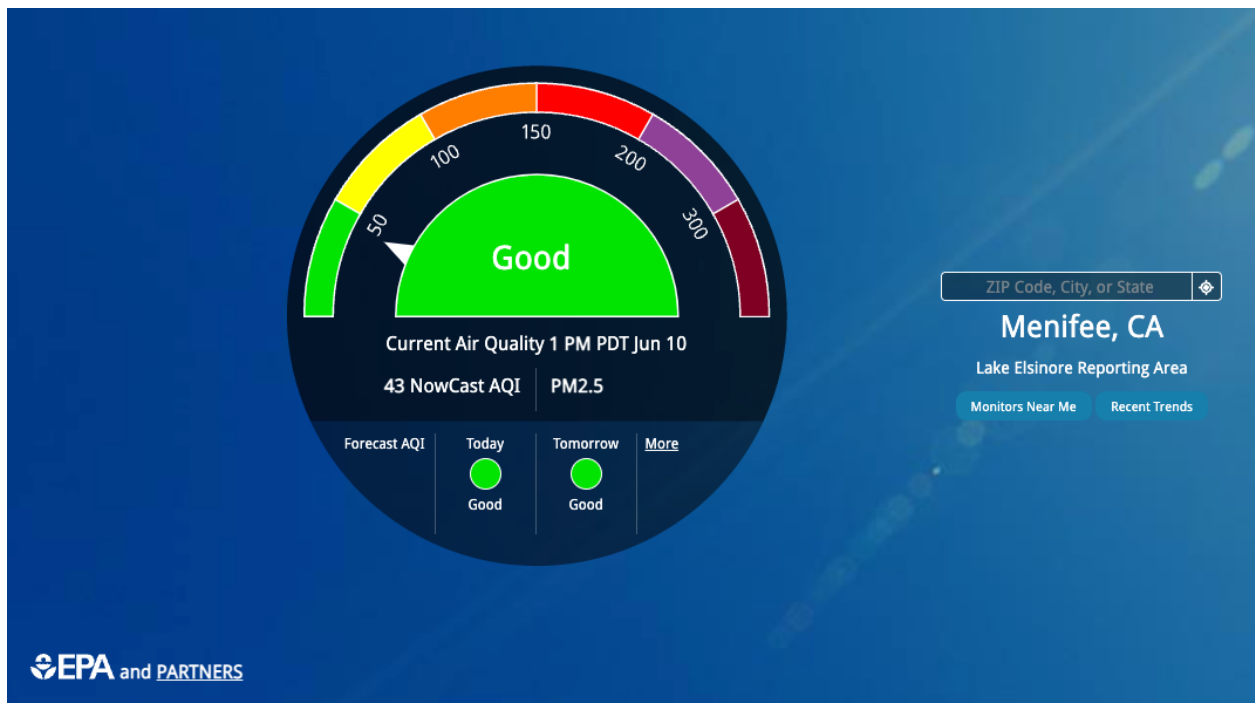 150
100
200
50
300
Good
Current Air Quality 1 PM PDT Jun 10
43 NowCast AQI
PM2.5
Forecast AQI
Today
Good
Tomorrow
Good
More
ZIP Code, City, or State
Menifee, CA
Lake Elsinore Reporting Area
Monitors Near Me
Recent Trends
EPA and PARTNERS